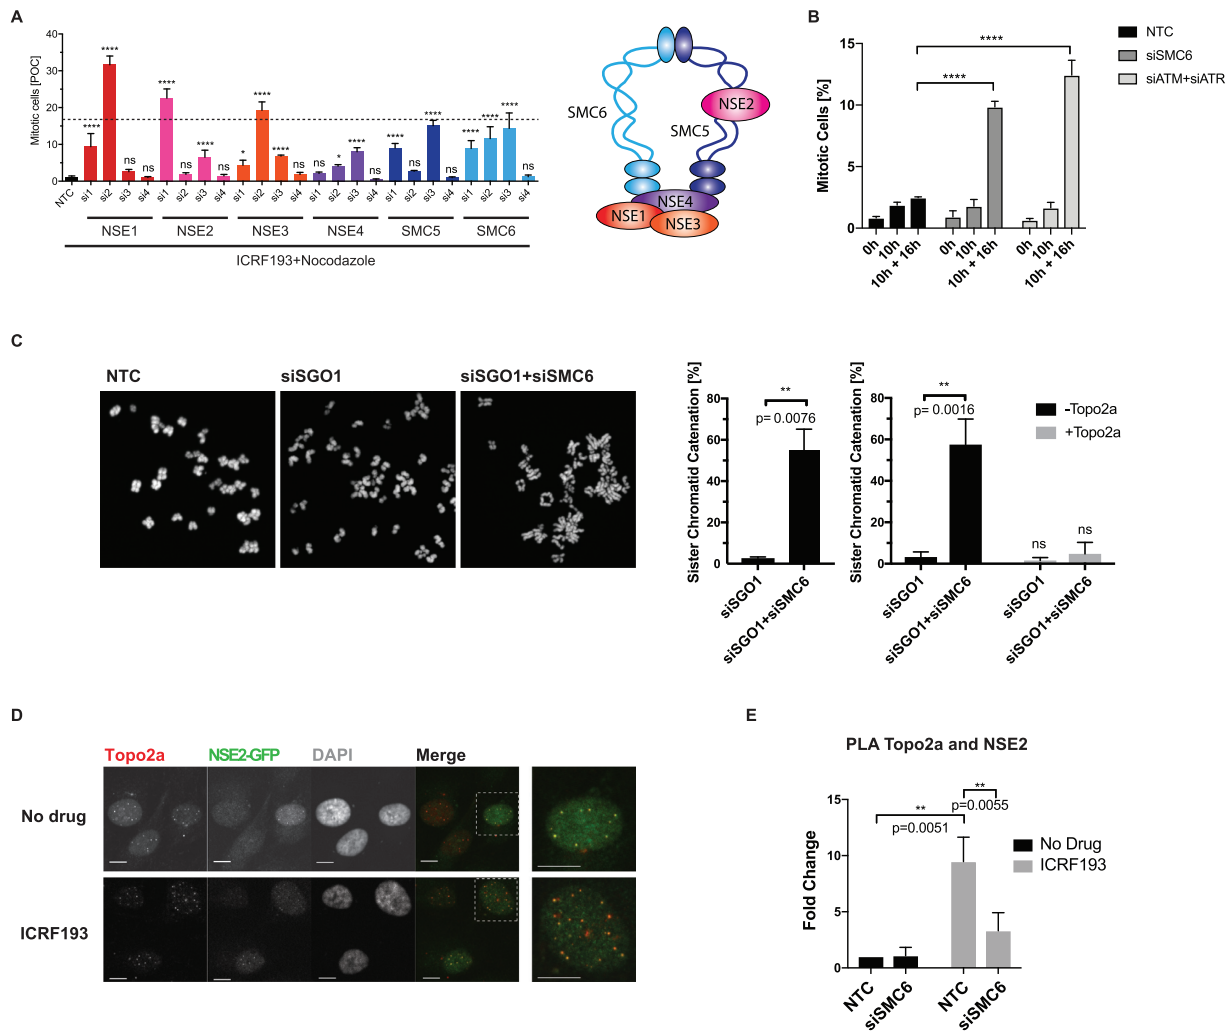 A
Mitotic cells [POC]
40
30
20
10
0
**** **** ns ns **** ns **** ns * **** **** ns ns * **** ns **** ns **** ns **** **** **** ns
NTC si1 si2 si3 si4 si1 si2 si3 si4 si1 si2 si3 si4 si1 si2 si3 si4 si1 si2 si3 si4 si1 si2 si3 si4
NSE1 NSE2 NSE3 NSE4 SMC5 SMC6
ICRF193+Nocodazole
SMC6
NSE2
SMC5
NSE4
NSE1
NSE3
B
Mitotic Cells [%]
15
10
5
0
****
****
NTC
siSMC6
siATM+siATR
0h 10h 10h + 16h 0h 10h 10h + 16h 0h 10h 10h + 16h
C
NTC siSGO1 siSGO1+siSMC6
Sister Chromatid Catenation [%]
80
60
40
20
0
**
p= 0.0076
siSGO1 siSGO1+siSMC6
Sister Chromatid Catenation [%]
80
60
40
20
0
**
p= 0.0016
ns ns
-Topo2a
+Topo2a
siSGO1 siSGO1+siSMC6 siSGO1 siSGO1+siSMC6
D
Topo2a NSE2-GFP DAPI Merge
No drug
ICRF193
E
PLA Topo2a and NSE2
Fold Change
15
10
5
0
**
p=0.0051
**
p=0.0055
No Drug
ICRF193
NTC siSMC6 NTC siSMC6